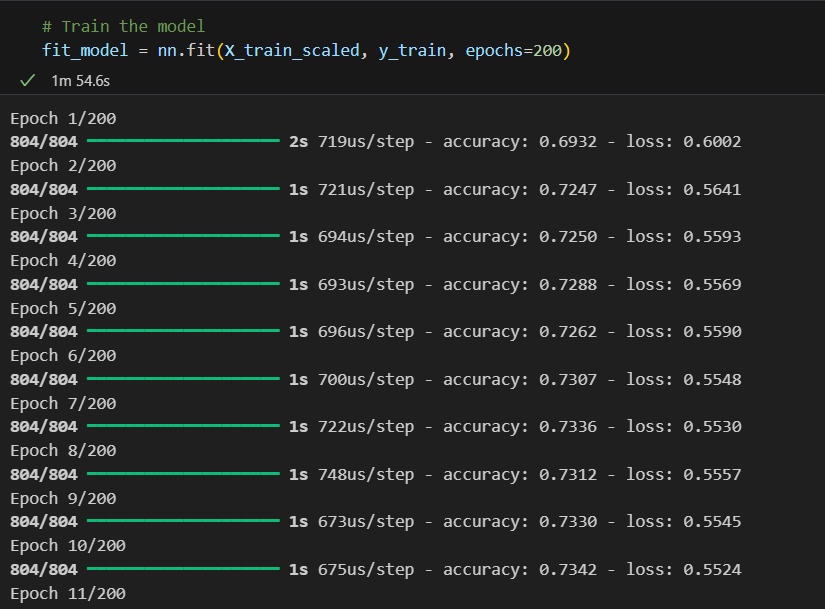 # Train the model
fit_model = nn.fit(X_train_scaled, y_train, epochs=200)
1m 54.6s
Epoch 1/200
804/804 2s 719us/step - accuracy: 0.6932 - loss: 0.6002
Epoch 2/200
804/804 1s 721us/step - accuracy: 0.7247 - loss: 0.5641
Epoch 3/200
804/804 1s 694us/step - accuracy: 0.7250 - loss: 0.5593
Epoch 4/200
804/804 1s 693us/step - accuracy: 0.7288 - loss: 0.5569
Epoch 5/200
804/804 1s 696us/step - accuracy: 0.7262 - loss: 0.5590
Epoch 6/200
804/804 1s 700us/step - accuracy: 0.7307 - loss: 0.5548
Epoch 7/200
804/804 1s 722us/step - accuracy: 0.7336 - loss: 0.5530
Epoch 8/200
804/804 1s 748us/step - accuracy: 0.7312 - loss: 0.5557
Epoch 9/200
804/804 1s 673us/step - accuracy: 0.7330 - loss: 0.5545
Epoch 10/200
804/804 1s 675us/step - accuracy: 0.7342 - loss: 0.5524
Epoch 11/200